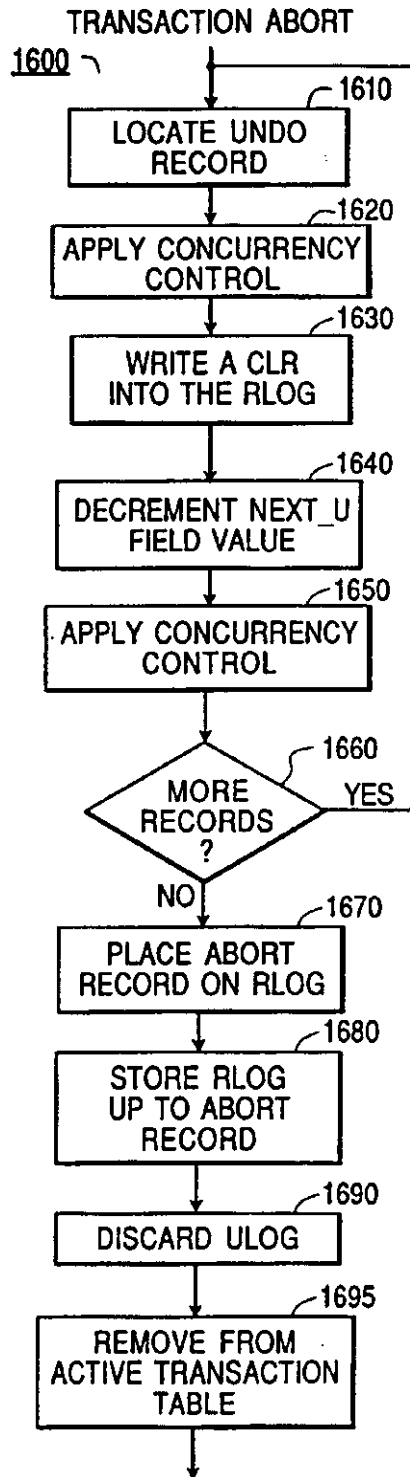 TRANSACTION ABORT
1600
1610
LOCATE UNDO
RECORD
1620
APPLY CONCURRENCY
CONTROL
1630
WRITE A CLR
INTO THE RLOG
1640
DECREMENT NEXT_U
FIELD VALUE
1650
APPLY CONCURRENCY
CONTROL
1660
MORE
RECORDS
?
YES
NO
1670
PLACE ABORT
RECORD ON RLOG
1680
STORE RLOG
UP TO ABORT
RECORD
1690
DISCARD ULOG
1695
REMOVE FROM
ACTIVE TRANSACTION
TABLE